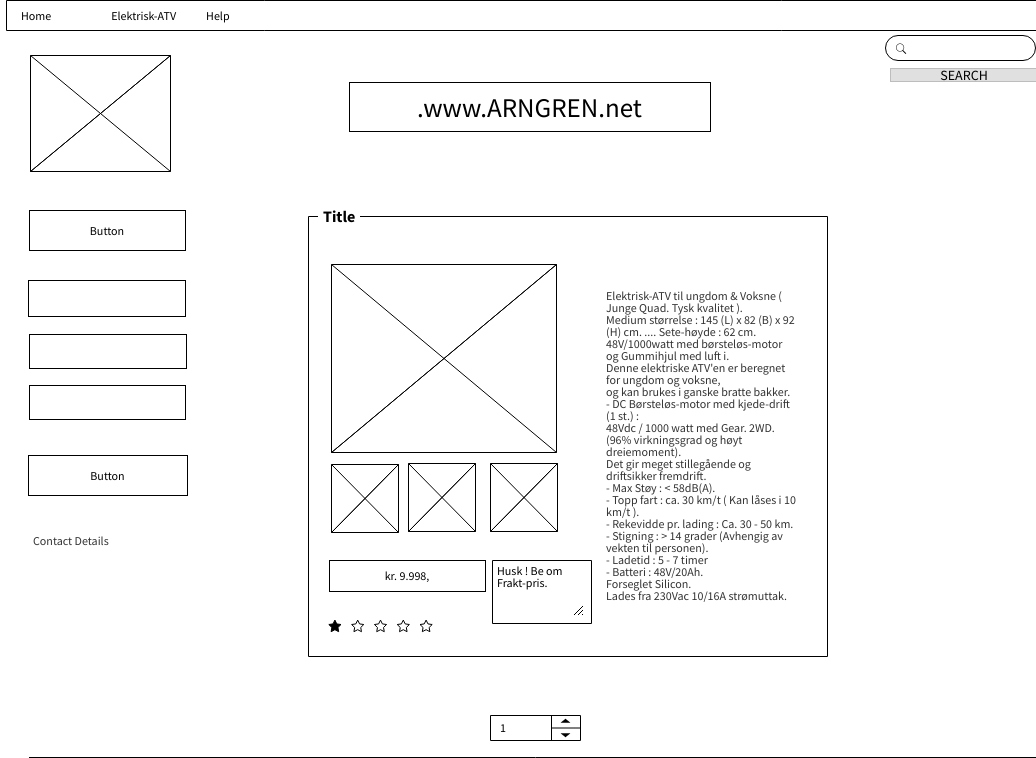 Home Elektrisk-ATV Help
SEARCH
.www.ARNGREN.net
Button
Button
Contact Details
Title
Elektrisk-ATV til ungdom & Voksne (
Junge Quad. Tysk kvalitet ).
Medium størrelse : 145 (L) x 82 (B) x 92
(H) cm. .... Sete-høyde : 62 cm.
48V/1000watt med børsteløs-motor
og Gummihjul med luft i.
Denne elektriske ATV'en er beregnet
for ungdom og voksne,
og kan brukes i ganske bratte bakker.
- DC Børsteløs-motor med kjede-drift
(1 st.) :
48Vdc / 1000 watt med Gear. 2WD.
(96% virkningsgrad og høyt
dreiemoment).
Det gir meget stillegående og
driftsikker fremdrift.
- Max Støy : < 58dB(A).
- Topp fart : ca. 30 km/t ( Kan låses i 10
km/t ).
- Rekevidde pr. lading : Ca. 30 - 50 km.
- Stigning : > 14 grader (Avhengig av
vekten til personen).
- Ladetid : 5 - 7 timer
- Batteri : 48V/20Ah.
Forseglet Silicon.
Lades fra 230Vac 10/16A strømuttak.
kr. 9.998,
Husk ! Be om
Frakt-pris.
1